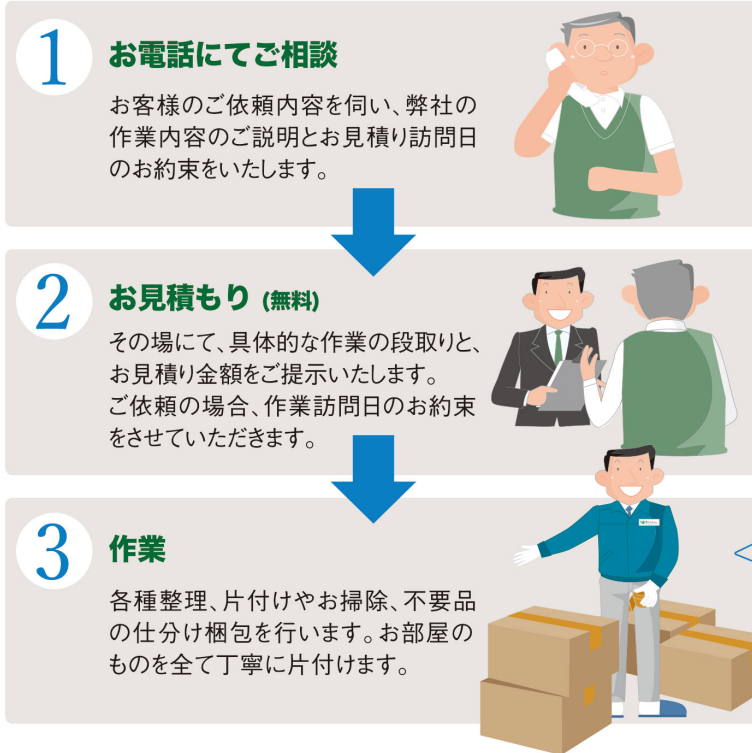 1
お電話にてご相談
お客様のご依頼内容を伺い、弊社の
作業内容のご説明とお見積り訪問日
のお約束をいたします。
2
お見積もり (無料)
その場にて、具体的な作業の段取りと、
お見積り金額をご提示いたします。
ご依頼の場合、作業訪問日のお約束
をさせていただきます。
3
作業
各種整理、片付けやお掃除、不要品
の仕分け梱包を行います。お部屋の
ものを全て丁寧に片付けます。